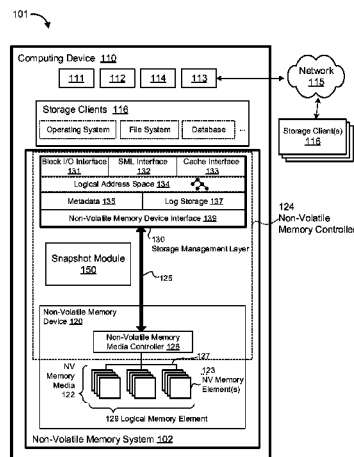 101
Computing Device 110
111
112
114
113
Network
115
Storage Clients 116
Operating System
File System
Database
...
Storage Client(s)
116
Block I/O Interface
131
SML Interface
132
Cache Interface
133
Logical Address Space 134
Metadata 135
Log Storage 137
Non-Volatile Memory Device Interface 139
130
Storage Management Layer
124
Non-Volatile
Memory Controller
Snapshot Module
150
125
Non-Volatile Memory
Device 120
Non-Volatile Memory
Media Controller 126
127
NV
Memory
Media
122
123
NV Memory
Element(s)
129 Logical Memory Element
Non-Volatile Memory System 102